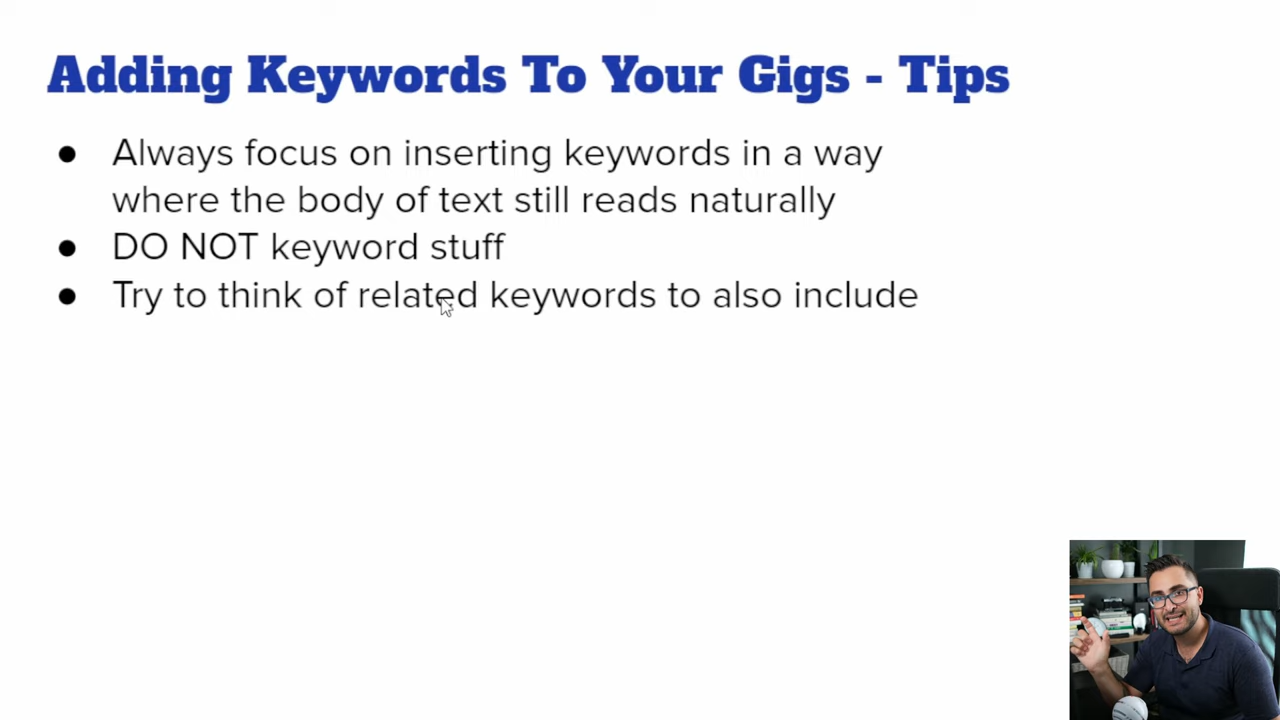 Adding Keywords To Your Gigs - Tips
● Always focus on inserting keywords in a way
where the body of text still reads naturally
● DO NOT keyword stuff
● Try to think of related keywords to also include